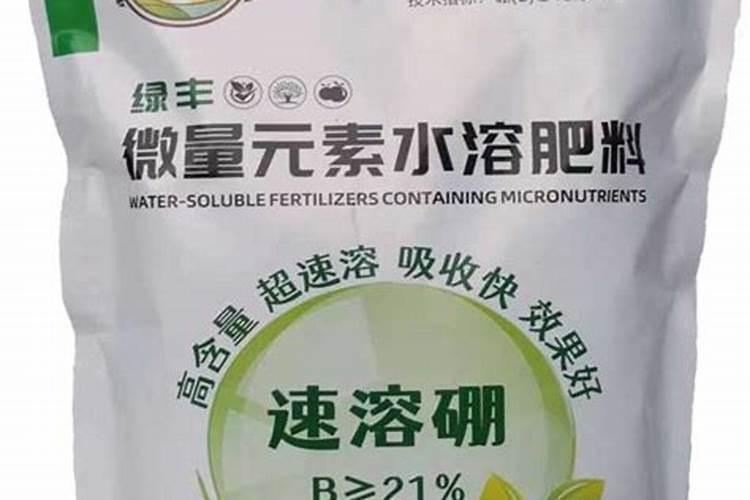 绿丰
微量元素水溶肥料
WATER-SOLUBLE FERTILIZERS CONTAINING MICRONUTRIENTS
高含量 超速溶 吸收快 效果好
速溶硼
B≥21%